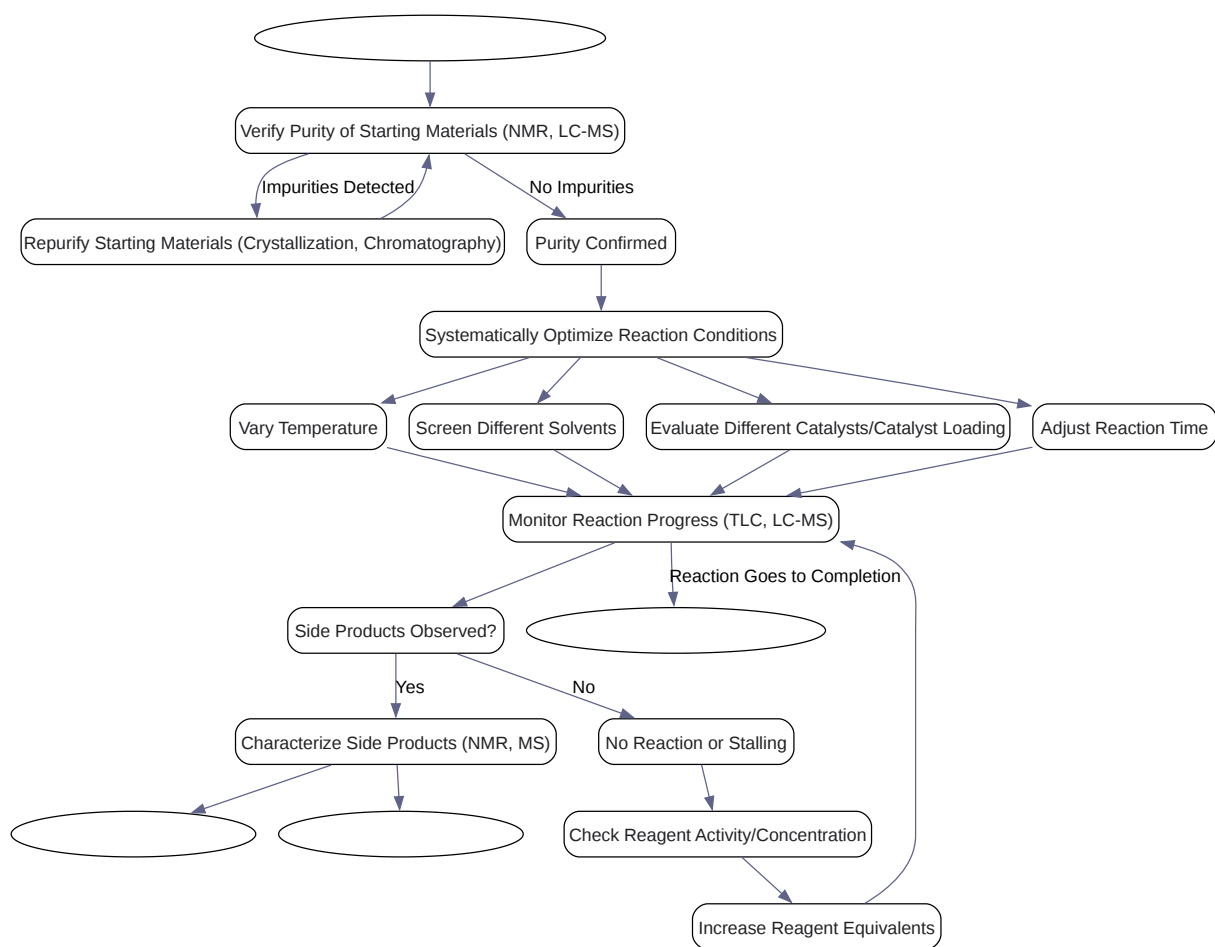 Verify Purity of Starting Materials (NMR, LC-MS)
Impurities Detected
No Impurities
Repurify Starting Materials (Crystallization, Chromatography)
Purity Confirmed
Systematically Optimize Reaction Conditions
Vary Temperature
Screen Different Solvents
Evaluate Different Catalysts/Catalyst Loading
Adjust Reaction Time
Monitor Reaction Progress (TLC, LC-MS)
Reaction Goes to Completion
Side Products Observed?
Yes
No
Characterize Side Products (NMR, MS)
No Reaction or Stalling
Check Reagent Activity/Concentration
Increase Reagent Equivalents